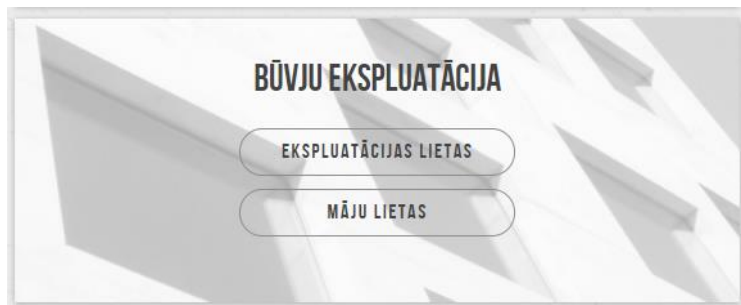 BŪVJU EKSPLUATĀCIJA
EKSPLUATĀCIJAS LIETAS
MĀJU LIETAS